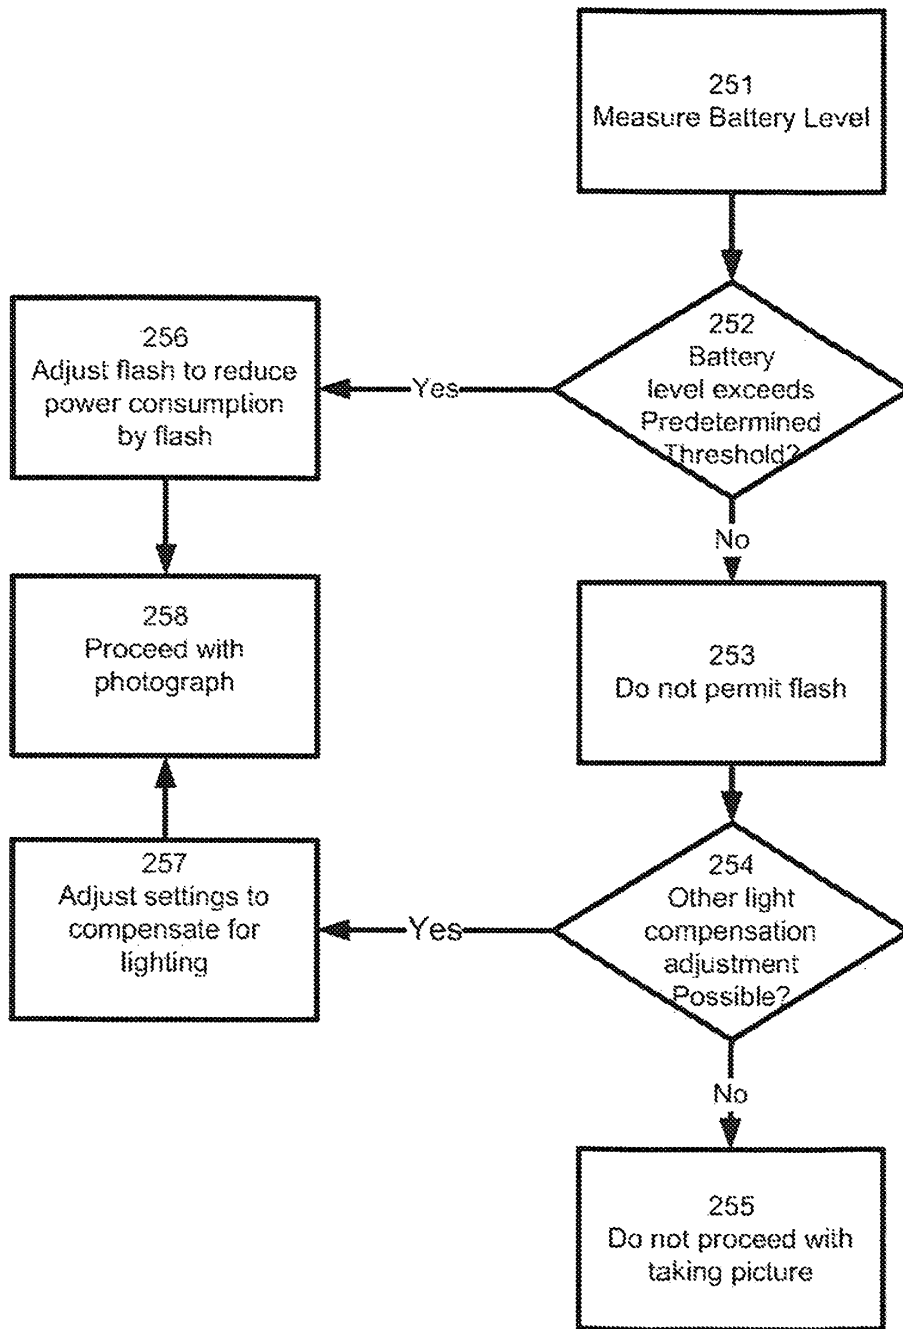 251
Measure Battery Level
252
Battery
level exceeds
Predetermined
Threshold?
Yes
256
Adjust flash to reduce
power consumption
by flash
No
258
Proceed with
photograph
253
Do not permit flash
254
Other light
compensation
adjustment
Possible?
Yes
257
Adjust settings to
compensate for
lighting
No
255
Do not proceed with
taking picture